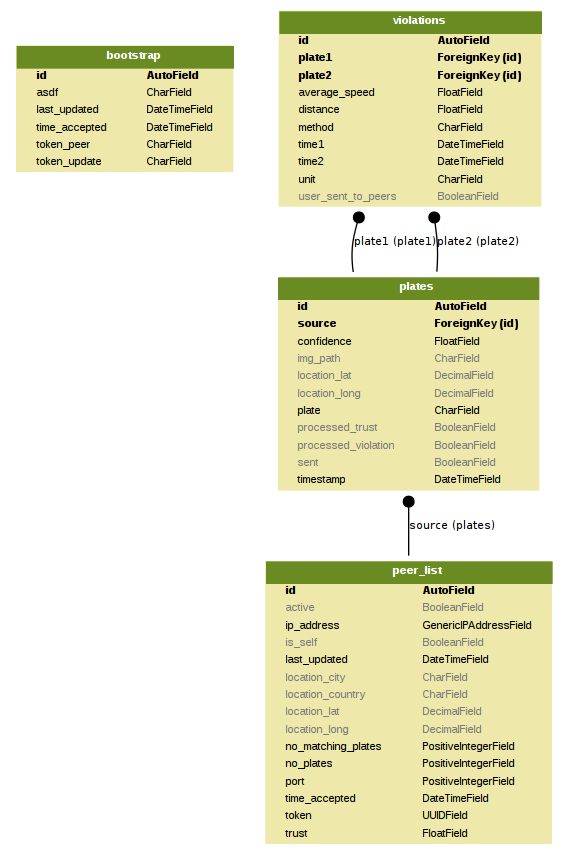 bootstrap
id AutoField
asdf CharField
last_updated DateTimeField
time_accepted DateTimeField
token_peer CharField
token_update CharField
violations
id AutoField
plate1 ForeignKey (id)
plate2 ForeignKey (id)
average_speed FloatField
distance FloatField
method CharField
time1 DateTimeField
time2 DateTimeField
unit CharField
user_sent_to_peers BooleanField
plate1 (plate1) plate2 (plate2)
plates
id AutoField
source ForeignKey (id)
confidence FloatField
img_path CharField
location_lat DecimalField
location_long DecimalField
plate CharField
processed_trust BooleanField
processed_violation BooleanField
sent BooleanField
timestamp DateTimeField
source (plates)
peer_list
id AutoField
active BooleanField
ip_address GenericIPAddressField
is_self BooleanField
last_updated DateTimeField
location_city CharField
location_country CharField
location_lat DecimalField
location_long DecimalField
no_matching_plates PositiveIntegerField
no_plates PositiveIntegerField
port PositiveIntegerField
time_accepted DateTimeField
token UUIDField
trust FloatField